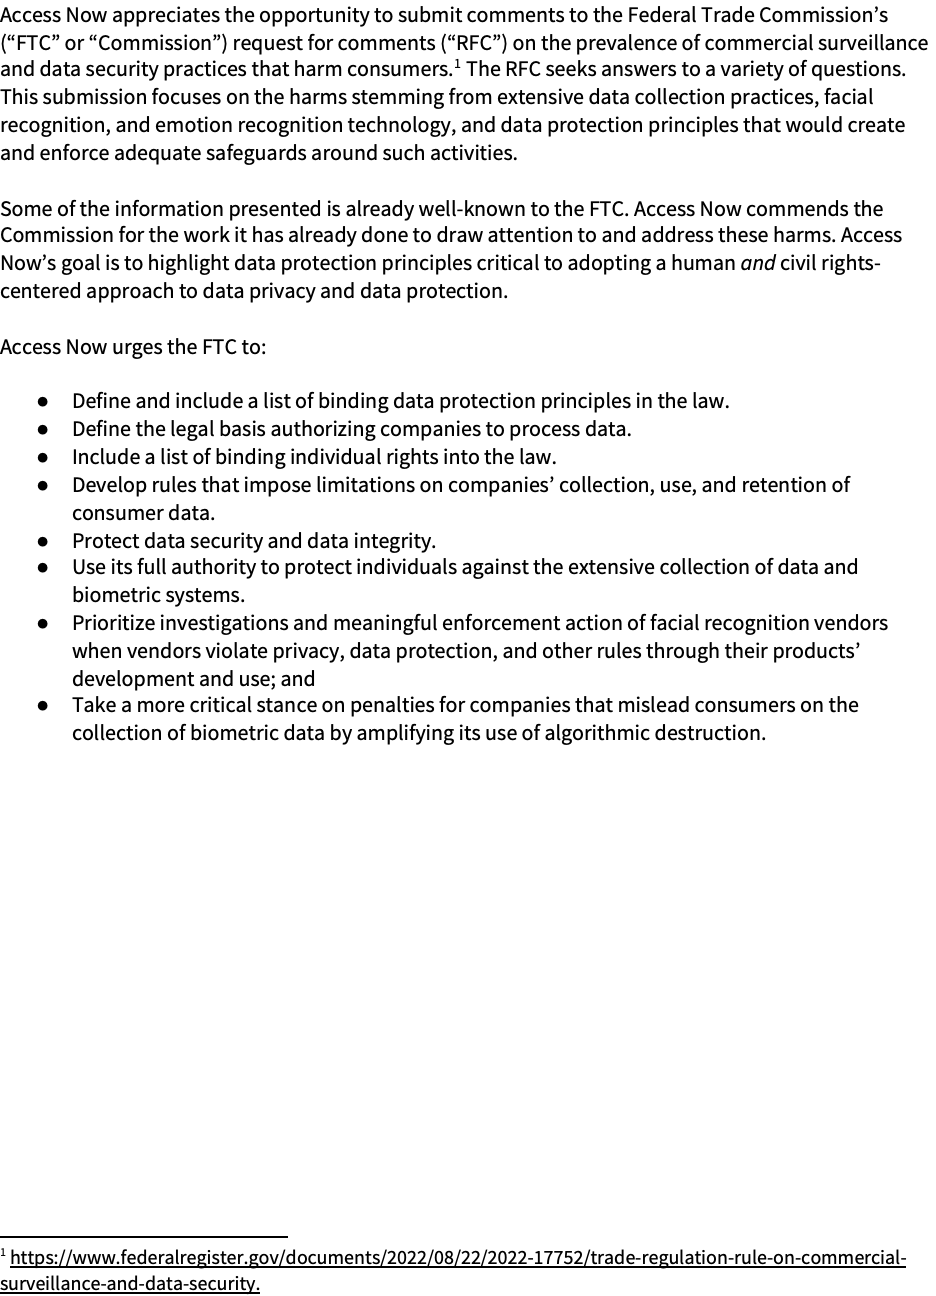 Access Now appreciates the opportunity to submit comments to the Federal Trade Commission’s
(“FTC” or “Commission”) request for comments (“RFC”) on the prevalence of commercial surveillance
and data security practices that harm consumers.1 The RFC seeks answers to a variety of questions.
This submission focuses on the harms stemming from extensive data collection practices, facial
recognition, and emotion recognition technology, and data protection principles that would create
and enforce adequate safeguards around such activities.
Some of the information presented is already well-known to the FTC. Access Now commends the
Commission for the work it has already done to draw attention to and address these harms. Access
Now’s goal is to highlight data protection principles critical to adopting a human and civil rights-
centered approach to data privacy and data protection.
Access Now urges the FTC to:
● Define and include a list of binding data protection principles in the law.
● Define the legal basis authorizing companies to process data.
● Include a list of binding individual rights into the law.
● Develop rules that impose limitations on companies’ collection, use, and retention of
consumer data.
● Protect data security and data integrity.
● Use its full authority to protect individuals against the extensive collection of data and
biometric systems.
● Prioritize investigations and meaningful enforcement action of facial recognition vendors
when vendors violate privacy, data protection, and other rules through their products’
development and use; and
● Take a more critical stance on penalties for companies that mislead consumers on the
collection of biometric data by amplifying its use of algorithmic destruction.
1 https://www.federalregister.gov/documents/2022/08/22/2022-17752/trade-regulation-rule-on-commercial-
surveillance-and-data-security.